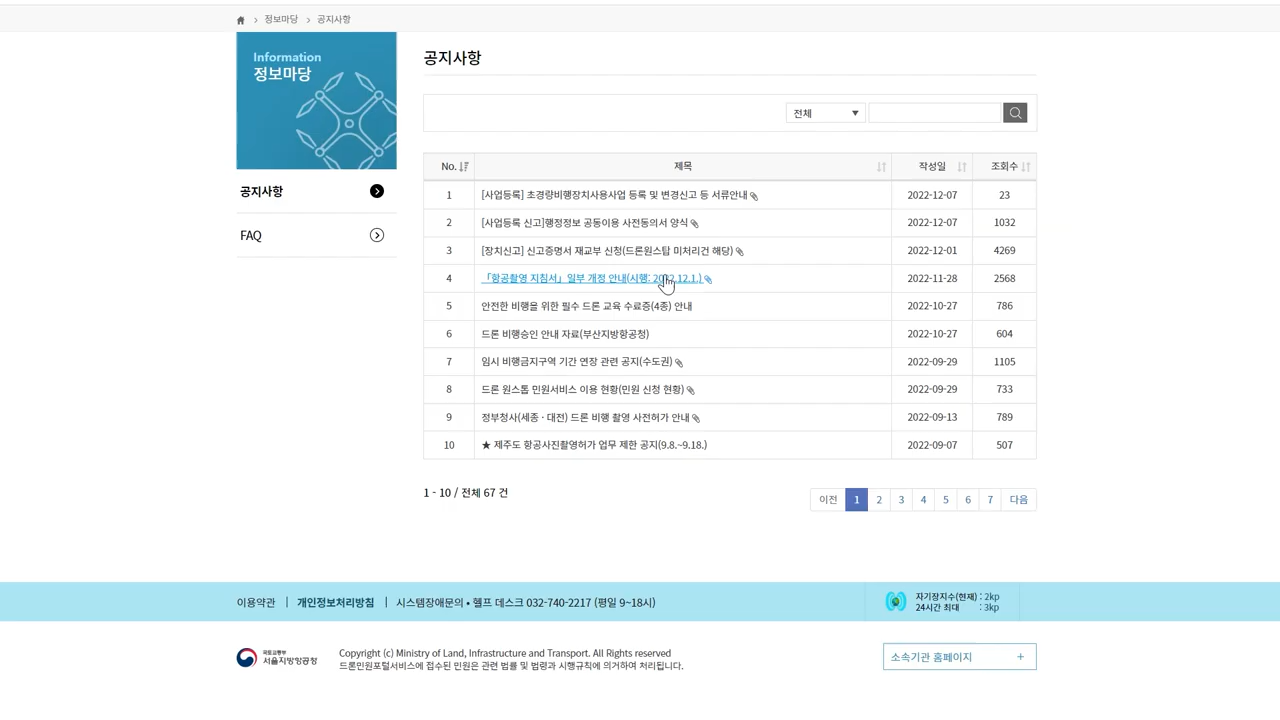 정보마당 공지사항
Information
정보마당
공지사항
FAQ
공지사항
전체
No. 제목 작성일 조회수
1 [사업등록] 초경량비행장치사용사업 등록 및 변경신고 등 서류안내 2022-12-07 23
2 [사업등록 신고]행정정보 공동이용 사전동의서 양식 2022-12-07 1032
3 [장치신고] 신고증명서 재교부 신청(드론원스탑 미처리건 해당) 2022-12-01 4269
4 「항공촬영 지침서」일부 개정 안내(시행: 2022.12.1.) 2022-11-28 2568
5 안전한 비행을 위한 필수 드론 교육 수료증(4종) 안내 2022-10-27 786
6 드론 비행승인 안내 자료(부산지방항공청) 2022-10-27 604
7 임시 비행금지구역 기간 연장 관련 공지(수도권) 2022-09-29 1105
8 드론 원스톱 민원서비스 이용 현황(민원 신청 현황) 2022-09-29 733
9 정부청사(세종 · 대전) 드론 비행 촬영 사전허가 안내 2022-09-13 789
10 ★ 제주도 항공사진촬영허가 업무 제한 공지(9.8.~9.18.) 2022-09-07 507
1 - 10 / 전체 67 건
이전 1 2 3 4 5 6 7 다음
이용약관 | 개인정보처리방침 | 시스템장애문의 • 헬프 데스크 032-740-2217 (평일 9~18시)
자기장지수(현재) : 2kp
24시간 최대 : 3kp
국토교통부
서울지방항공청
Copyright (c) Ministry of Land, Infrastructure and Transport. All Rights reserved
드론민원포털서비스에 접수된 민원은 관련 법률 및 법령과 시행규칙에 의거하여 처리됩니다.
소속기관 홈페이지 +